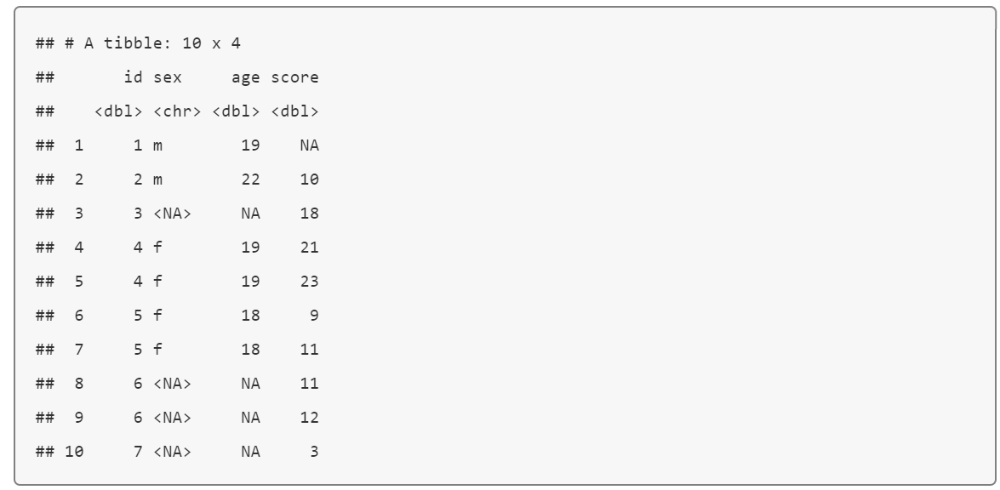 ## # A tibble: 10 x 4
##       id sex     age score
##    <dbl> <chr> <dbl> <dbl>
##  1     1 m        19    NA
##  2     2 m        22    10
##  3     3 <NA>     NA    18
##  4     4 f        19    21
##  5     4 f        19    23
##  6     5 f        18     9
##  7     5 f        18    11
##  8     6 <NA>     NA    11
##  9     6 <NA>     NA    12
## 10     7 <NA>     NA     3